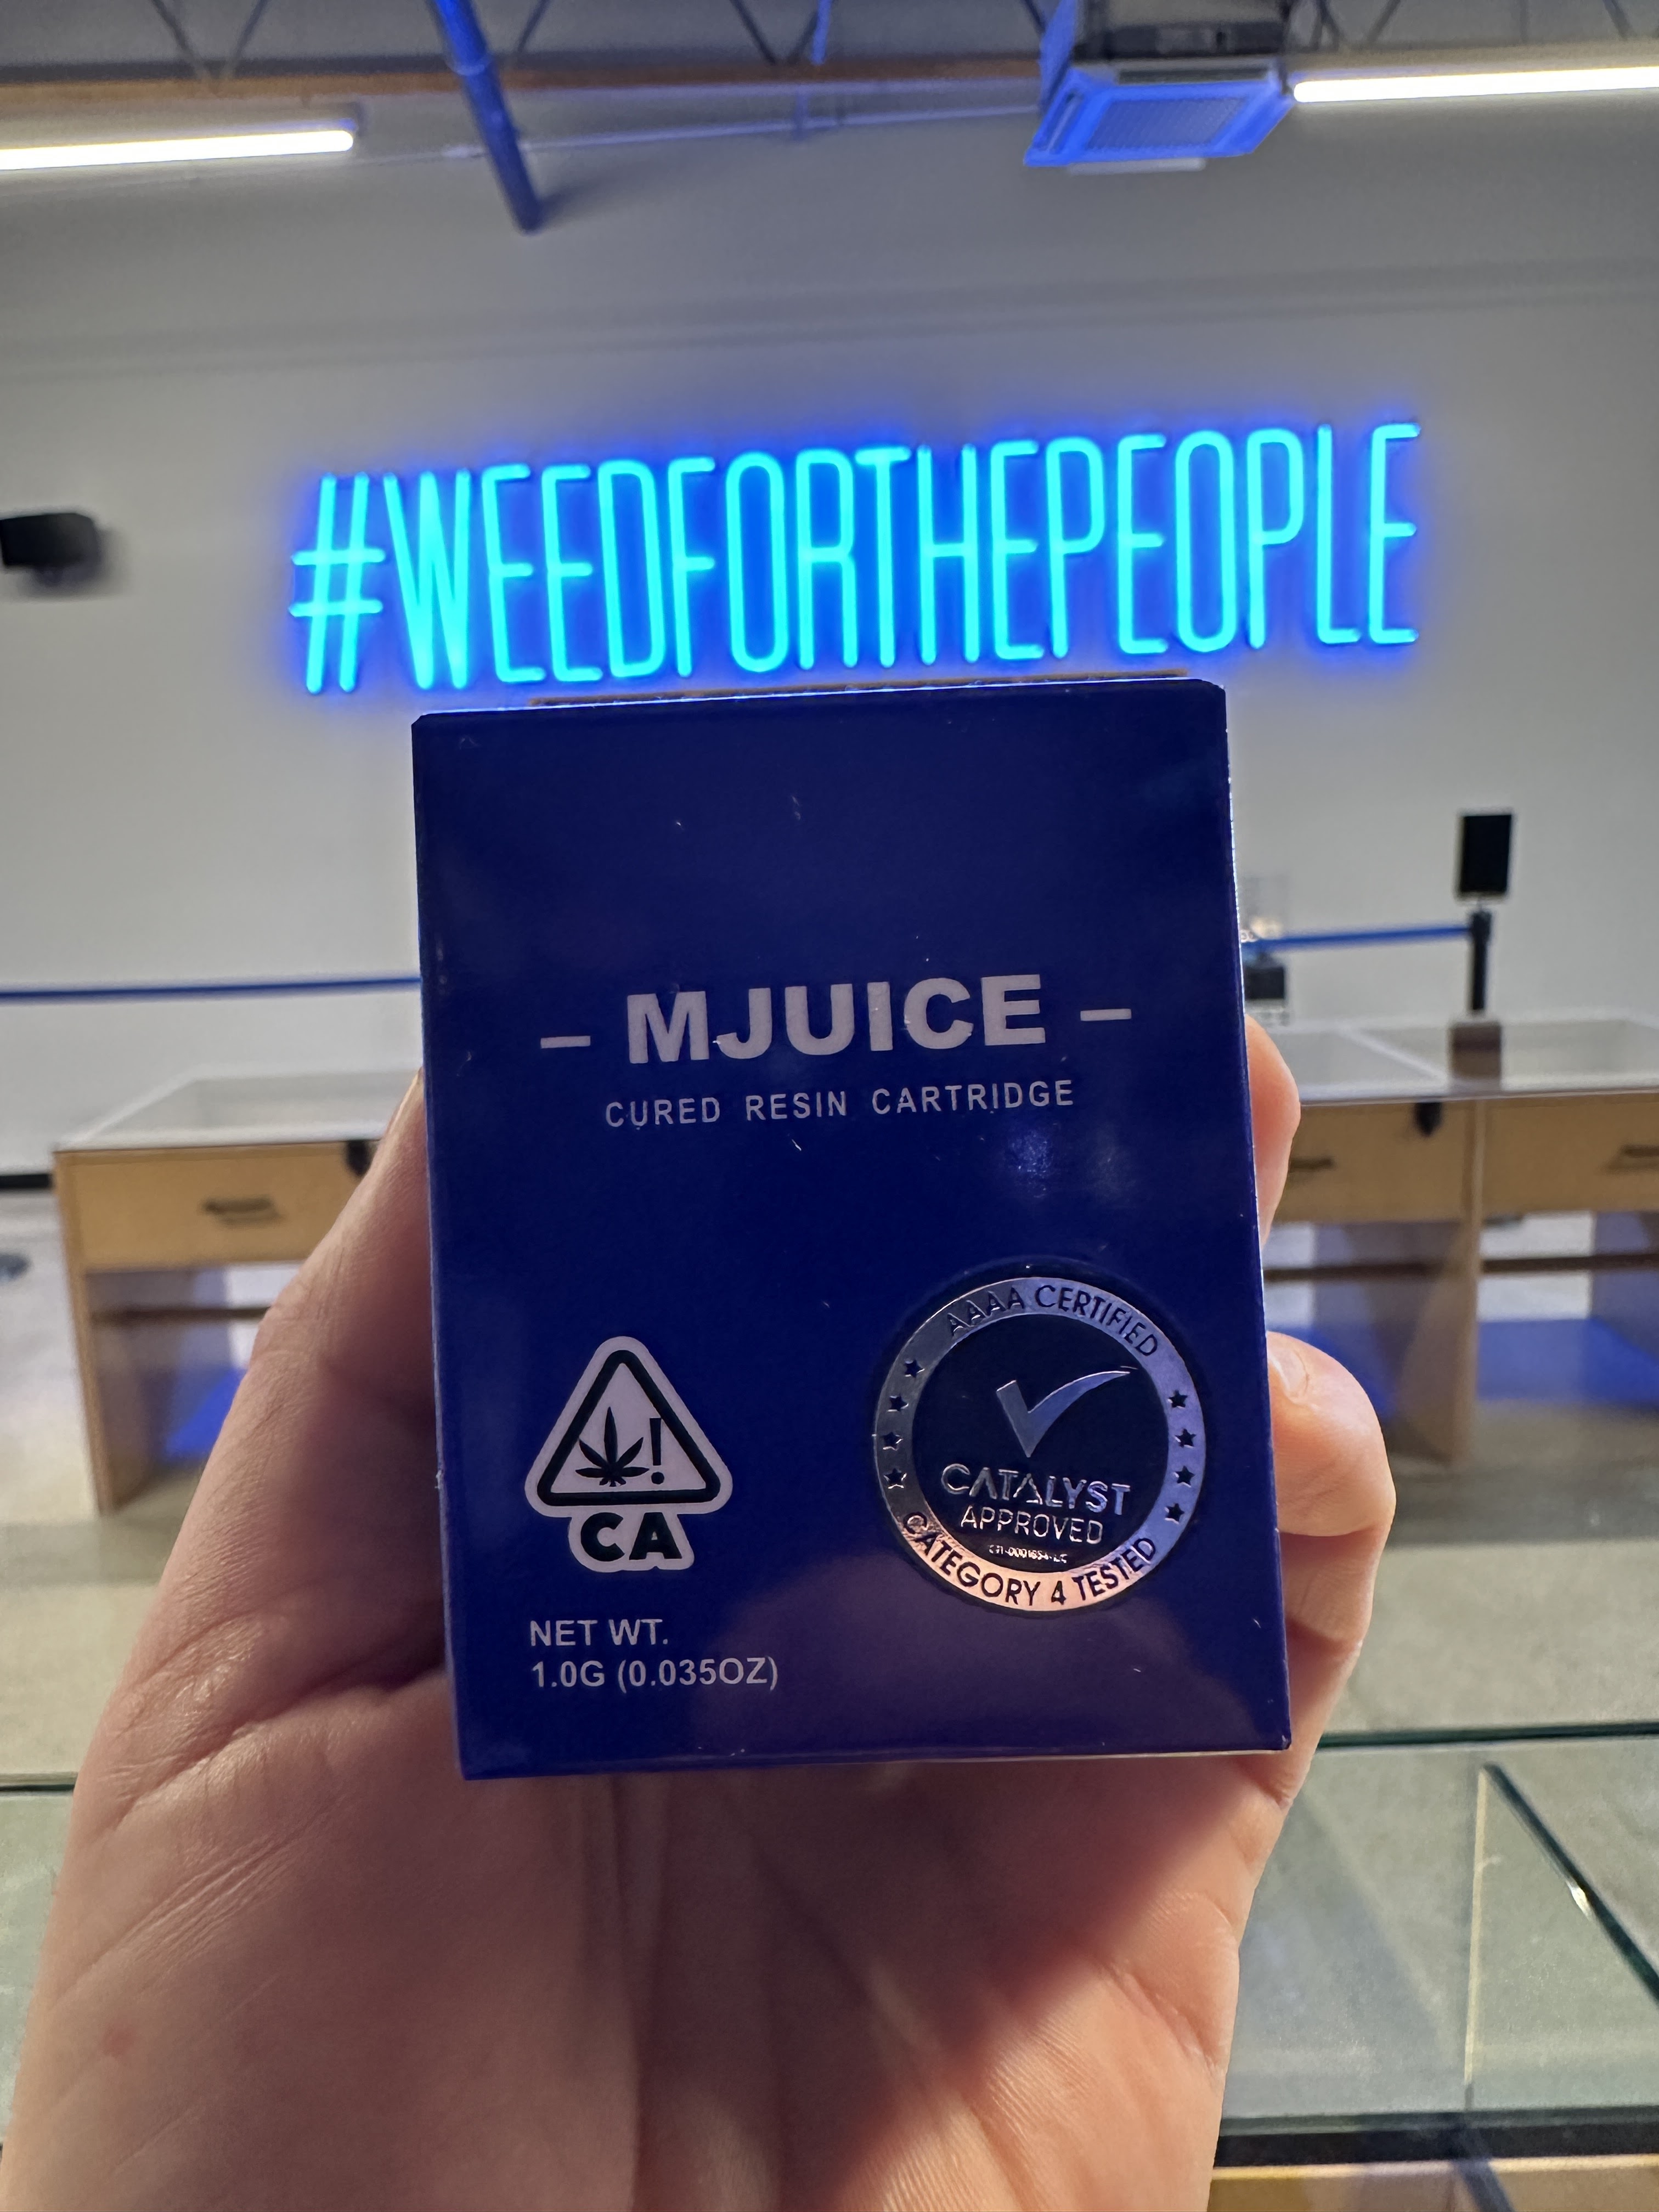 #WEEDFORTHEPEOPLE
– MJUICE –
CURED RESIN CARTRIDGE
AAAA CERTIFIED
CATALYST
APPROVED
CATEGORY 4 TESTED
CA
NET WT.
1.0G (0.035OZ)